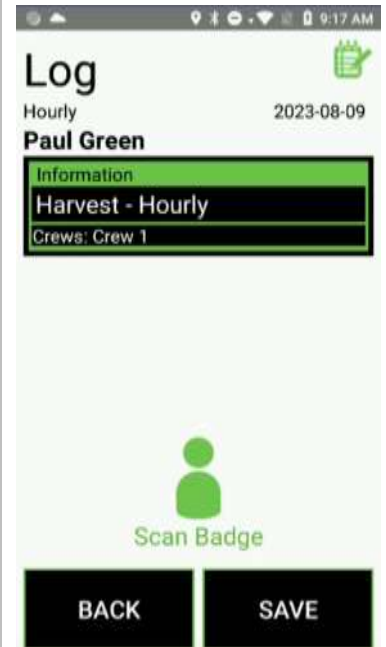 9:17 AM
Log
Hourly 2023-08-09
Paul Green
Information
Harvest - Hourly
Crews: Crew 1
Scan Badge
BACK SAVE